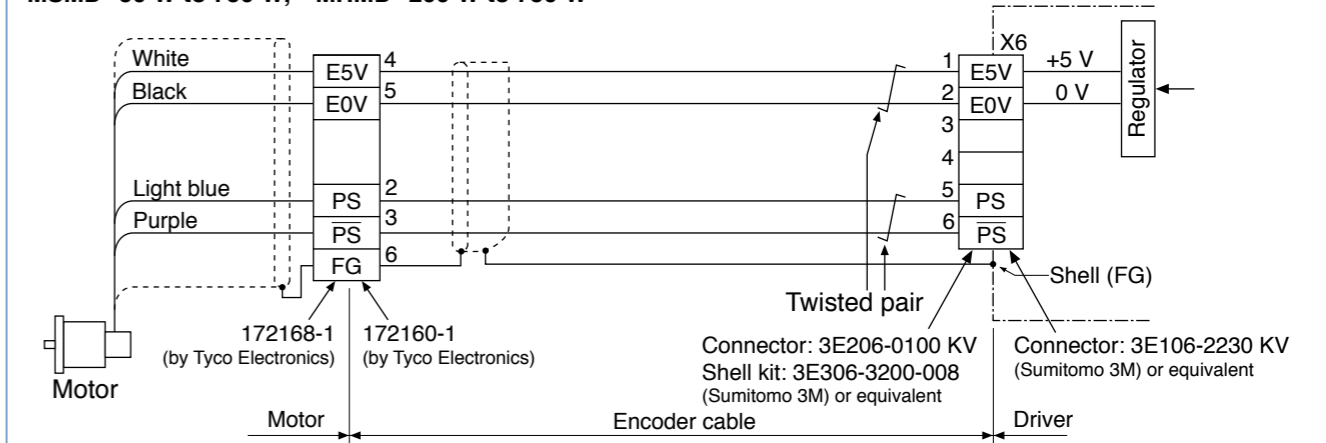 MSMD 50 W to 750 W, MHMD 200 W to 750 W
White
Black
Light blue
Purple
E5V
4
E0V
5
PS
2
PS
3
FG
6
1
2
3
4
5
6
X6
E5V
E0V
PS
PS
+5 V
0 V
Regulator
Twisted pair
Shell (FG)
172168-1
(by Tyco Electronics)
172160-1
(by Tyco Electronics)
Connector: 3E206-0100 KV
Shell kit: 3E306-3200-008
(Sumitomo 3M) or equivalent
Connector: 3E106-2230 KV
(Sumitomo 3M) or equivalent
Motor
Motor
Encoder cable
Driver